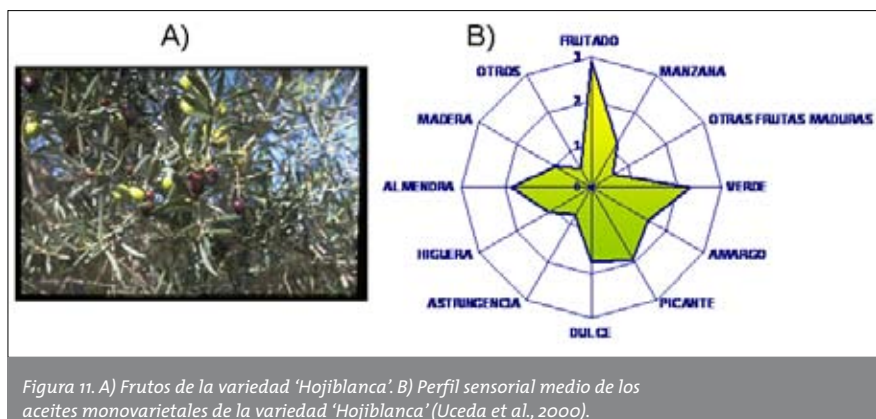 A)
B)
FRUTADO
MANZANA
OTRAS FRUTAS MADURAS
VERDE
AMARGO
PICANTE
DULCE
ASTRINGENCIA
HIGUERA
ALMENDRA
MADERA
OTROS
3
2
1
0
Figura 11. A) Frutos de la variedad ‘Hojiblanca’. B) Perfil sensorial medio de los
aceites monovarietales de la variedad ‘Hojiblanca’ (Uceda et al., 2000).